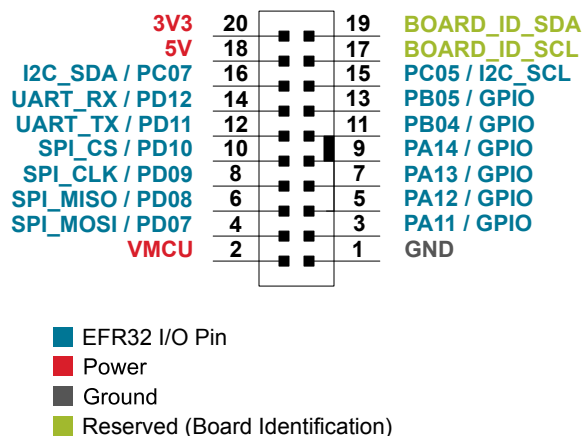 3V3 20 19 BOARD_ID_SDA
5V 18 17 BOARD_ID_SCL
I2C_SDA / PC07 16 15 PC05 / I2C_SCL
UART_RX / PD12 14 13 PB05 / GPIO
UART_TX / PD11 12 11 PB04 / GPIO
SPI_CS / PD10 10 9 PA14 / GPIO
SPI_CLK / PD09 8 7 PA13 / GPIO
SPI_MISO / PD08 6 5 PA12 / GPIO
SPI_MOSI / PD07 4 3 PA11 / GPIO
VMCU 2 1 GND
EFR32 I/O Pin
Power
Ground
Reserved (Board Identification)